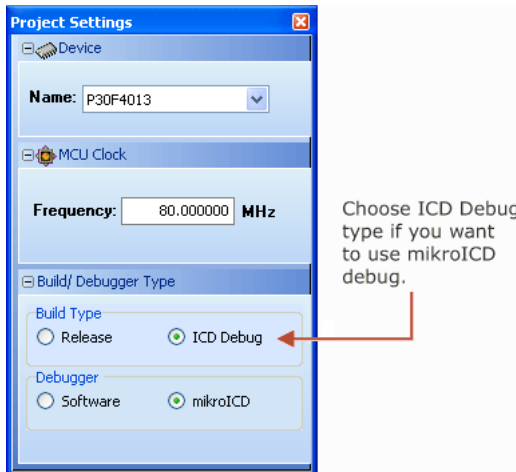 Project Settings
Device
Name: P30F4013
MCU Clock
Frequency: 80.000000 MHz
Build/ Debugger Type
Build Type
Release ICD Debug
Debugger
Software mikroICD
Choose ICD Debug
type if you want
to use mikroICD
debug.